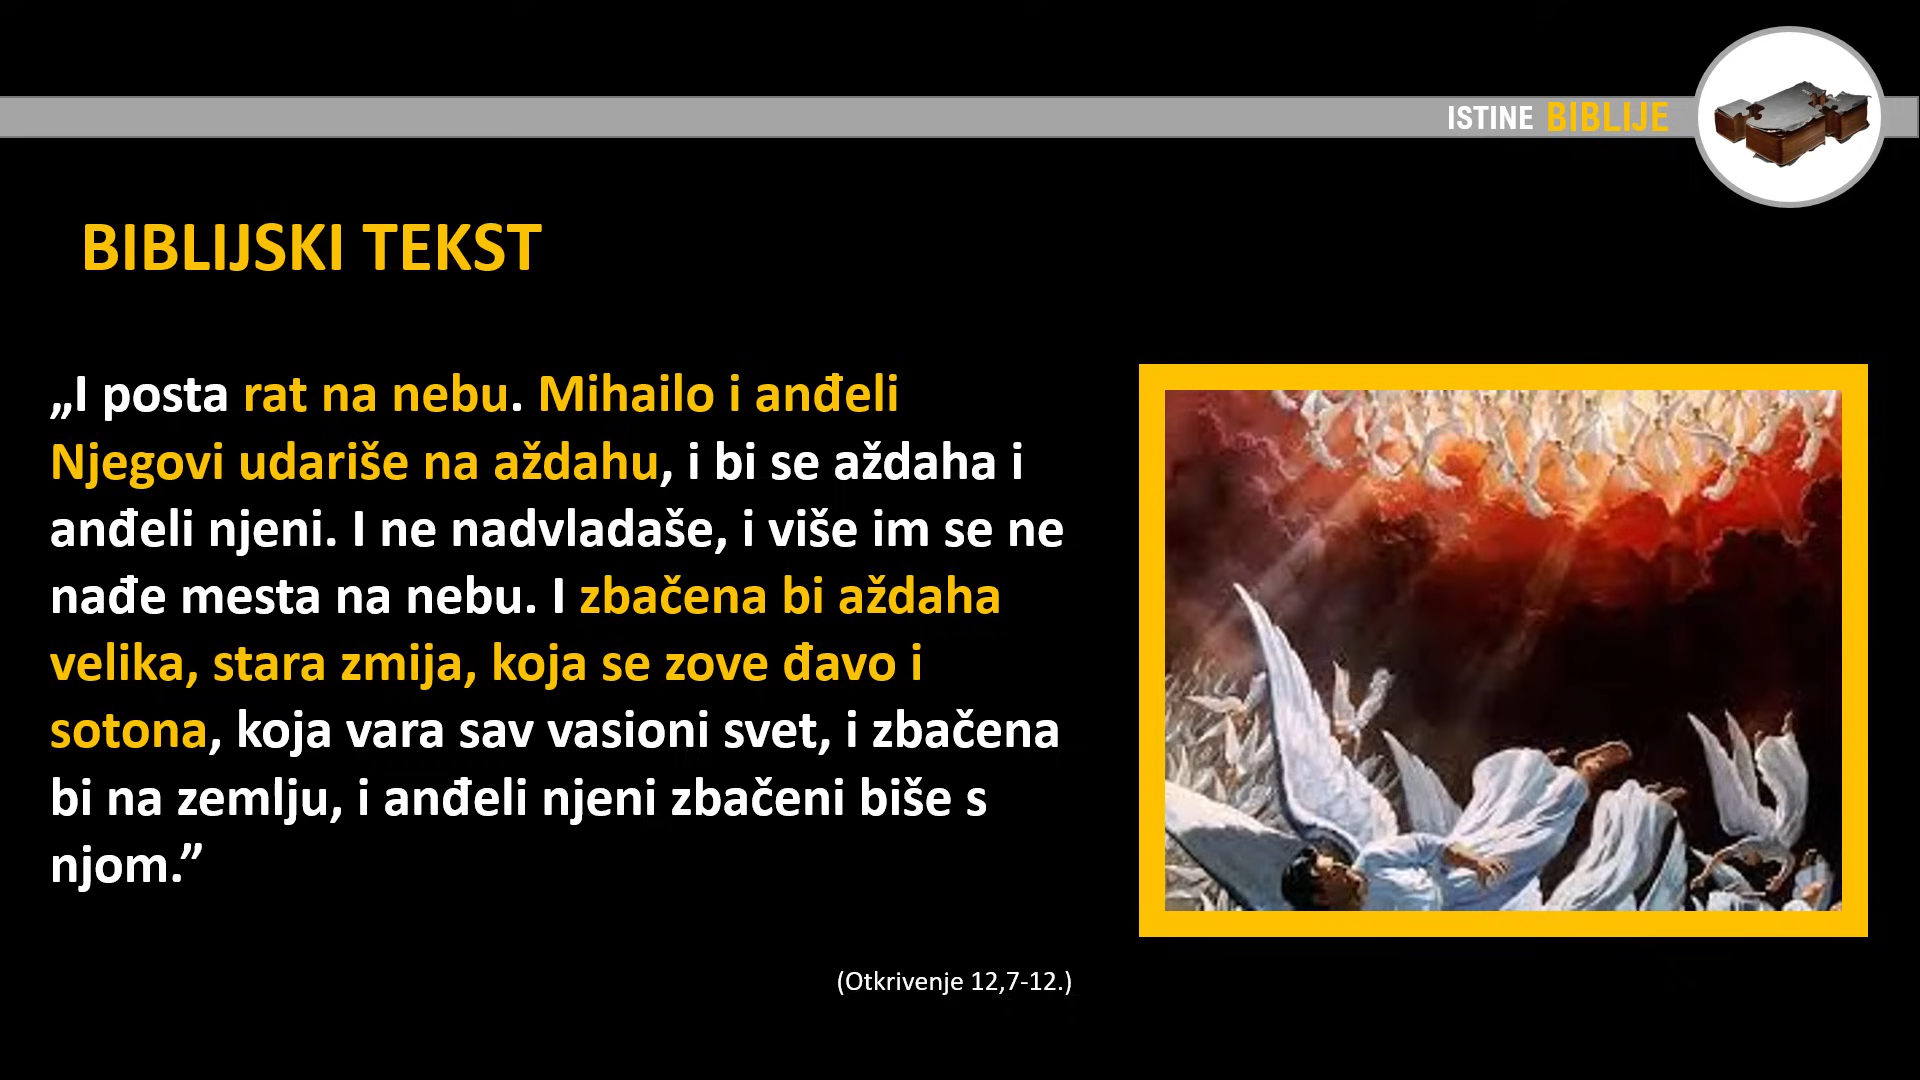 ISTINE BIBLIJE
BIBLIJSKI TEKST
„I posta rat na nebu. Mihailo i anđeli
Njegovi udariše na aždahu, i bi se aždaha i
anđeli njeni. I ne nadvladaše, i više im se ne
nađe mesta na nebu. I zbačena bi aždaha
velika, stara zmija, koja se zove đavo i
sotona, koja vara sav vasioni svet, i zbačena
bi na zemlju, i anđeli njeni zbačeni biše s
njom.”
(Otkrivenje 12,7-12.)